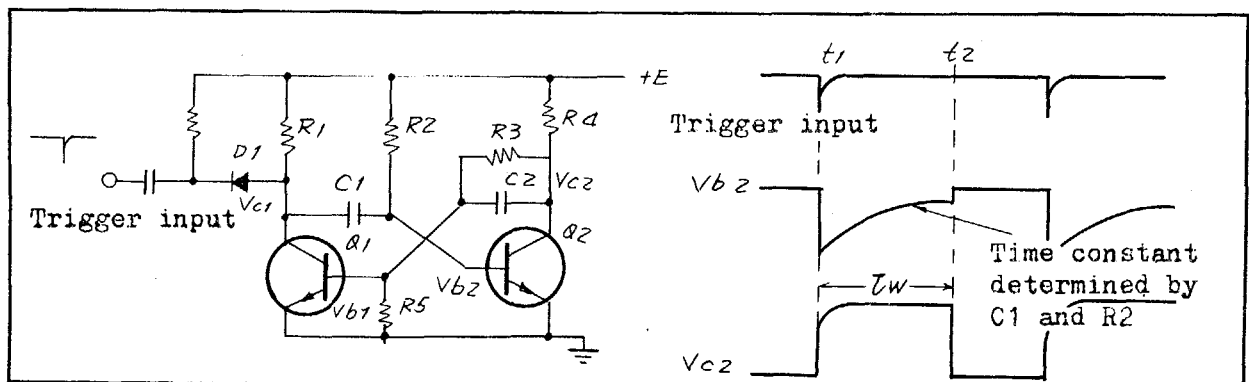 +E
R1
R2
R3
R4
D1
C1
C2
Vc1
Vc2
Trigger input
Q1
Q2
Vb1
Vb2
R5
t1 t2
Trigger input
Vb2
Time constant
determined by
C1 and R2
τw
Vc2